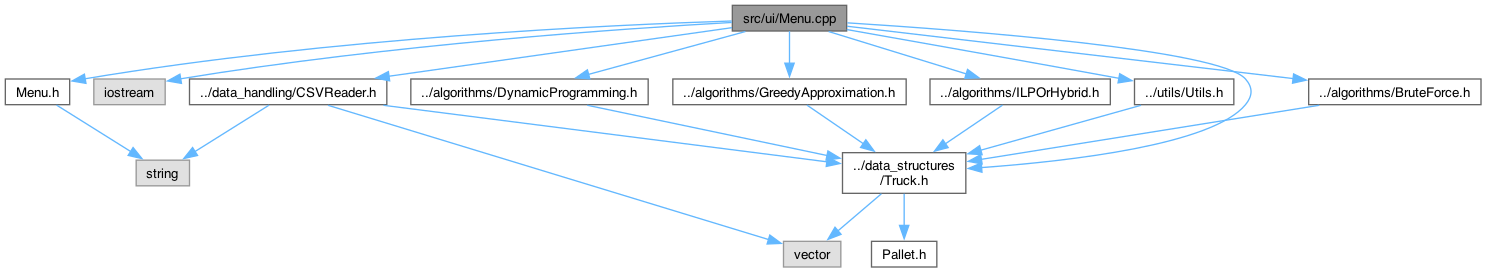 src/ui/Menu.cpp
Menu.h
iostream
../data_handling/CSVReader.h
../algorithms/DynamicProgramming.h
../algorithms/GreedyApproximation.h
../algorithms/ILPOrHybrid.h
../utils/Utils.h
../algorithms/BruteForce.h
string
../data_structures
/Truck.h
vector
Pallet.h